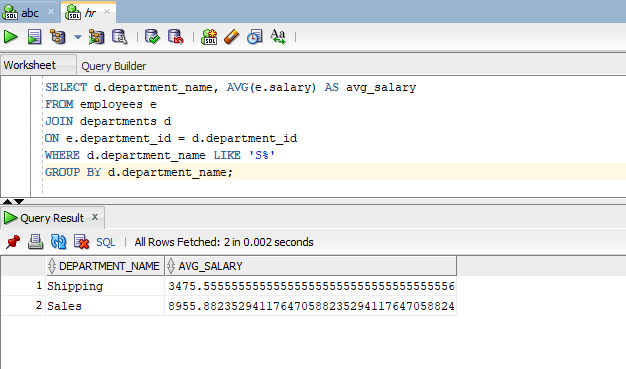 abc hr
Worksheet Query Builder
SELECT d.department_name, AVG(e.salary) AS avg_salary
FROM employees e
JOIN departments d
ON e.department_id = d.department_id
WHERE d.department_name LIKE 'S%'
GROUP BY d.department_name;
Query Result x
SQL | All Rows Fetched: 2 in 0.002 seconds
DEPARTMENT_NAME AVG_SALARY
1 Shipping 3475.555555555555555555555555555555555556
2 Sales 8955.882352941176470588235294117647058824